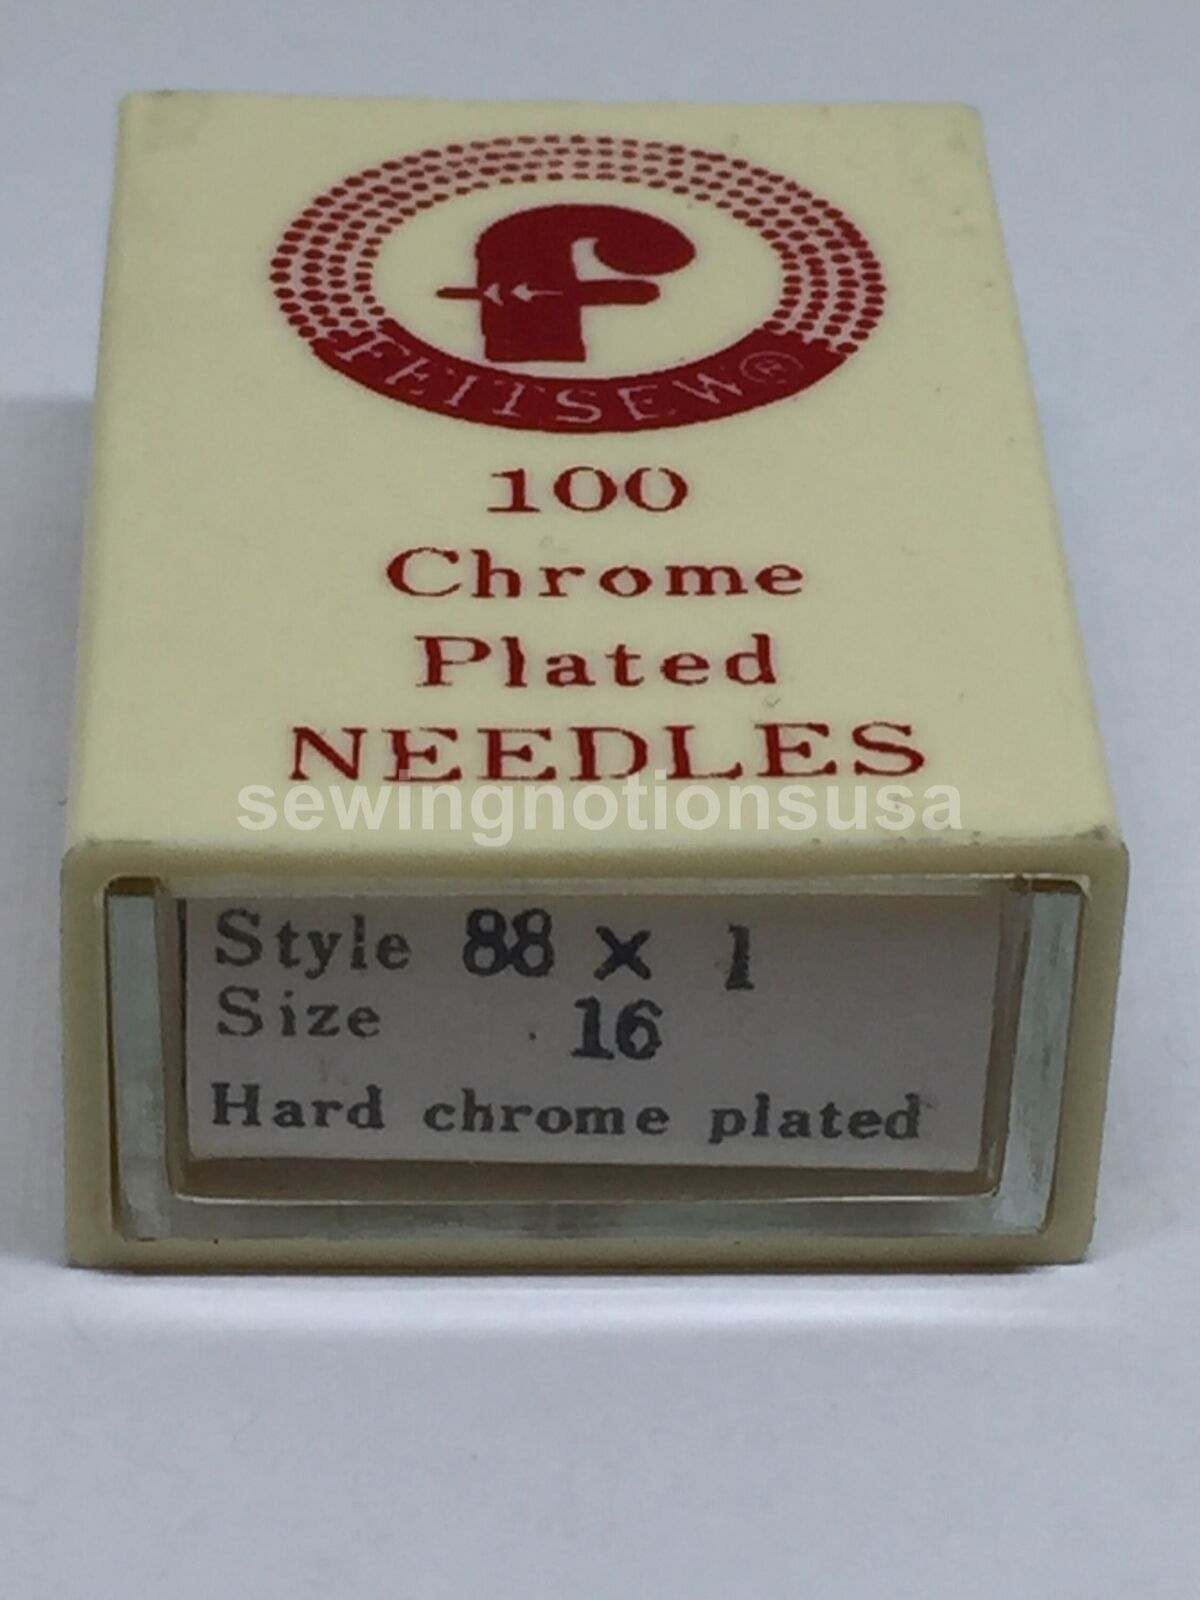 f
FEITSEW®
100
Chrome
Plated
NEEDLES
sewingnotionsusa
Style 88 x 1
Size 16
Hard chrome plated